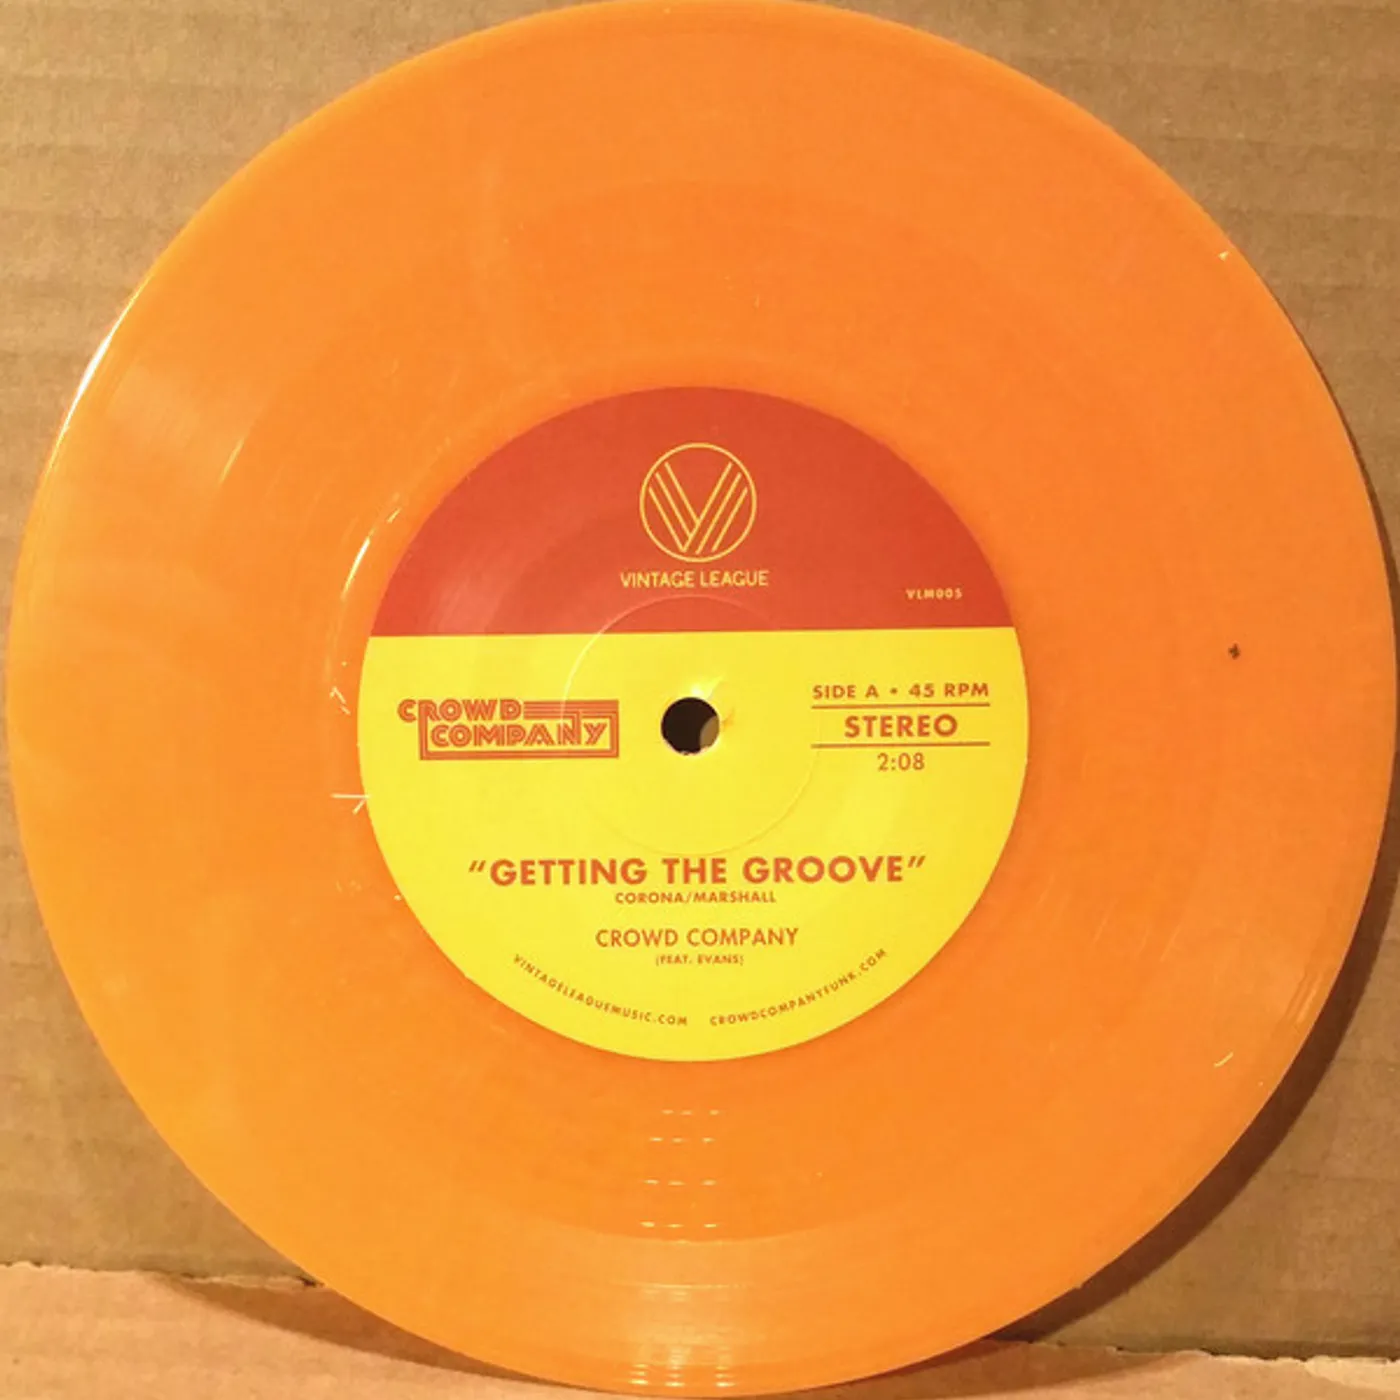 VINTAGE LEAGUE
VLM005
CROWD
COMPANY
SIDE A • 45 RPM
STEREO
2:08
"GETTING THE GROOVE"
CORONA/MARSHALL
CROWD COMPANY
(FEAT. EVANS)
VINTAGELEAGUEMUSIC.COM CROWDCOMPANYFUNK.COM